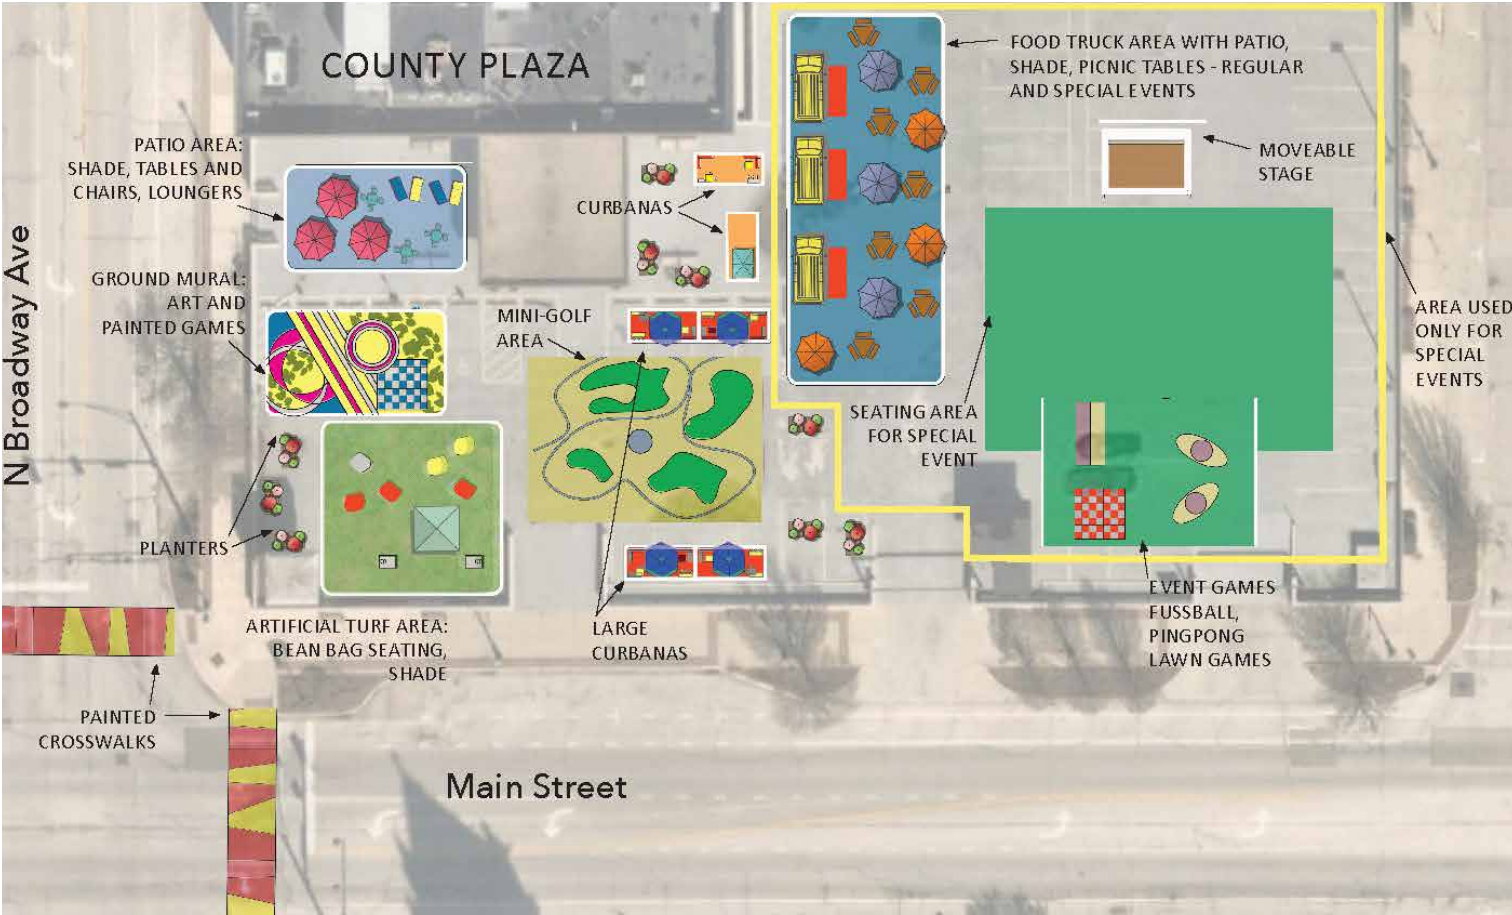 COUNTY PLAZA
FOOD TRUCK AREA WITH PATIO,
SHADE, PICNIC TABLES - REGULAR
AND SPECIAL EVENTS
PATIO AREA:
SHADE, TABLES AND
CHAIRS, LOUNGERS
MOVEABLE
STAGE
CURBANAS
N Broadway Ave
GROUND MURAL:
ART AND
PAINTED GAMES
MINI-GOLF
AREA
AREA USED
ONLY FOR
SPECIAL
EVENTS
SEATING AREA
FOR SPECIAL
EVENT
PLANTERS
ARTIFICIAL TURF AREA:
BEAN BAG SEATING,
SHADE
LARGE
CURBANAS
EVENT GAMES
FUSSBALL,
PINGPONG
LAWN GAMES
PAINTED
CROSSWALKS
Main Street